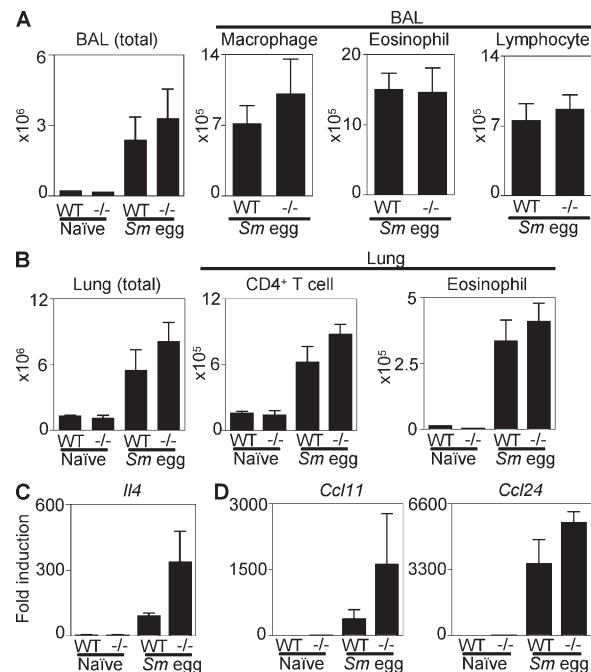 A
BAL
BAL (total)
Macrophage
Eosinophil
Lymphocyte
6
3
0
x10⁶
14
7
0
x10⁵
20
10
0
x10⁵
14
7
0
x10⁵
WT -/- WT -/-
Naïve Sm egg
WT -/-
Sm egg
WT -/-
Sm egg
WT -/-
Sm egg
B
Lung
Lung (total)
CD4⁺ T cell
Eosinophil
12
6
0
x10⁶
12
6
0
x10⁵
5
2.5
0
x10⁵
WT -/- WT -/-
Naïve Sm egg
WT -/- WT -/-
Naïve Sm egg
WT -/- WT -/-
Naïve Sm egg
C
Il4
D
Ccl11
Ccl24
Fold induction
600
300
0
3000
1500
0
6600
3300
0
WT -/- WT -/-
Naïve Sm egg
WT -/- WT -/-
Naïve Sm egg
WT -/- WT -/-
Naïve Sm egg